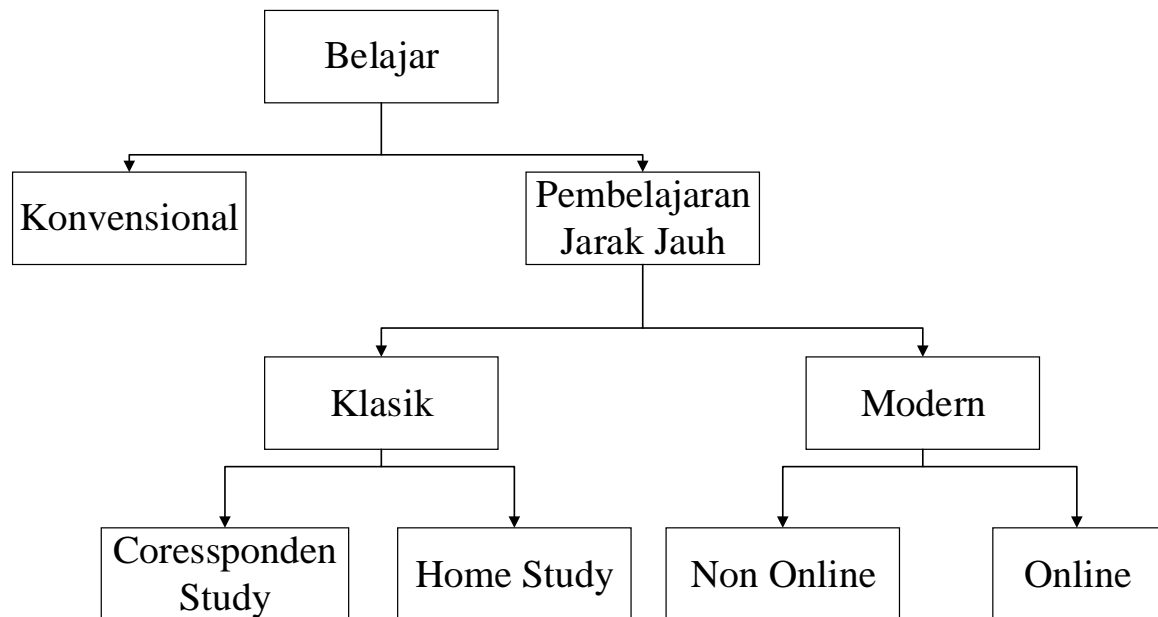 Belajar
Konvensional
Pembelajaran
Jarak Jauh
Klasik
Modern
Coressponden
Study
Home Study
Non Online
Online